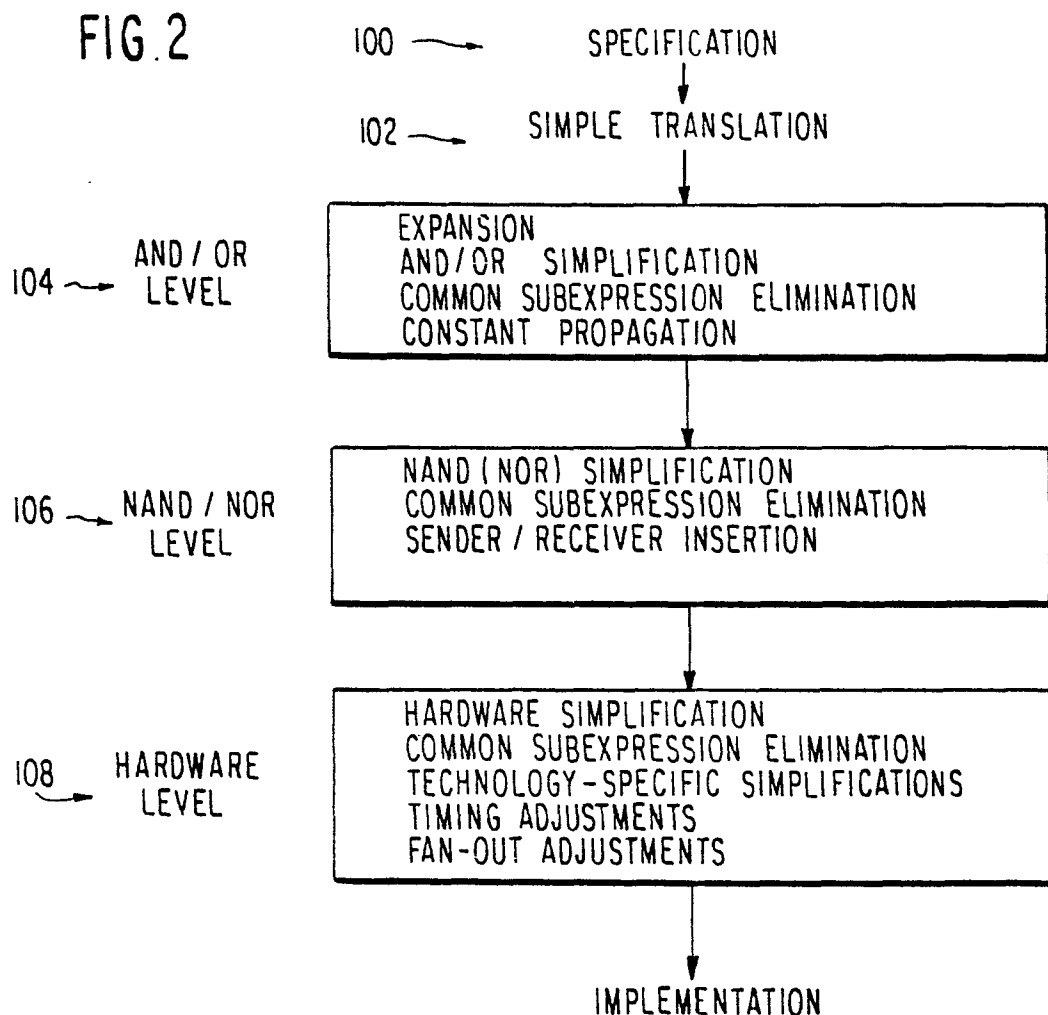 FIG. 2
100 SPECIFICATION
102 SIMPLE TRANSLATION
104 AND / OR LEVEL
EXPANSION
AND/OR SIMPLIFICATION
COMMON SUBEXPRESSION ELIMINATION
CONSTANT PROPAGATION
106 NAND / NOR LEVEL
NAND (NOR) SIMPLIFICATION
COMMON SUBEXPRESSION ELIMINATION
SENDER / RECEIVER INSERTION
108 HARDWARE LEVEL
HARDWARE SIMPLIFICATION
COMMON SUBEXPRESSION ELIMINATION
TECHNOLOGY-SPECIFIC SIMPLIFICATIONS
TIMING ADJUSTMENTS
FAN-OUT ADJUSTMENTS
IMPLEMENTATION